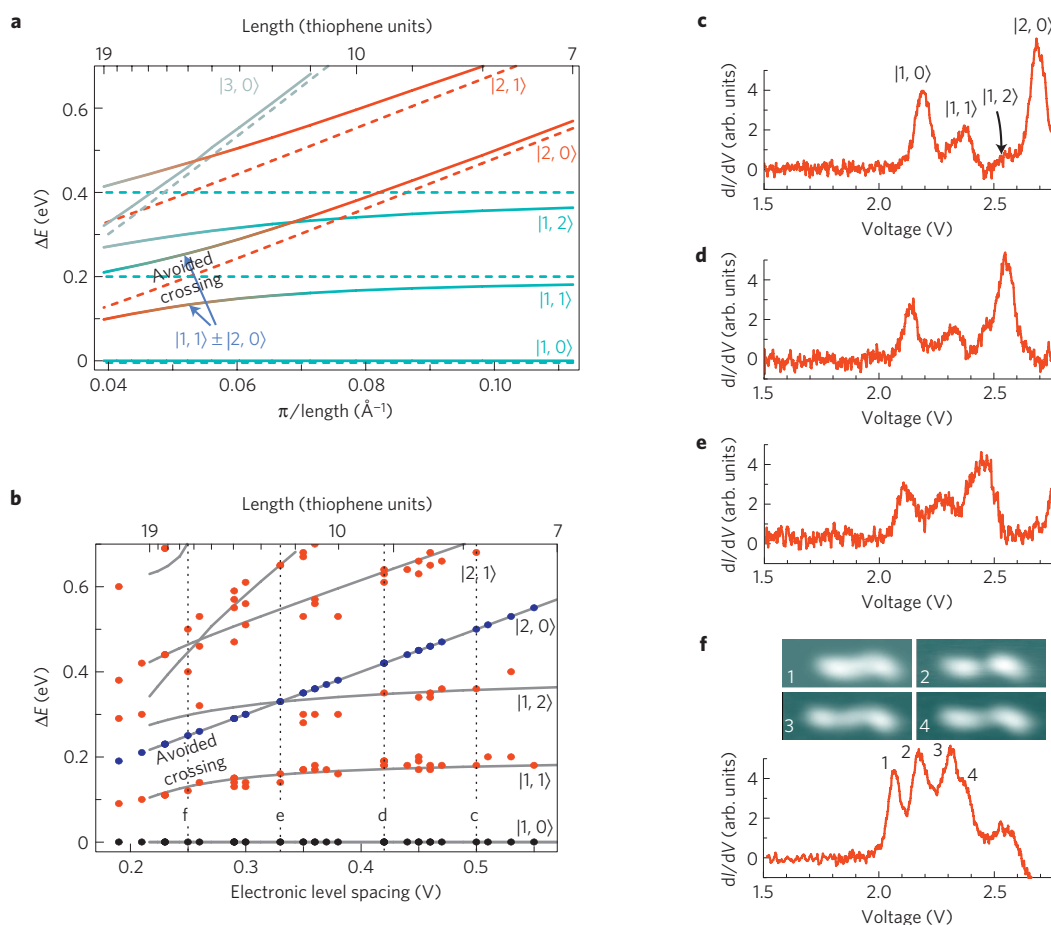 a
Length (thiophene units)
19 10 7
|3, 0⟩
|2, 1⟩
|2, 0⟩
|1, 2⟩
|1, 1⟩
|1, 0⟩
Avoided
crossing
|1, 1⟩ ± |2, 0⟩
0.6
0.4
0.2
0
ΔE (eV)
0.04 0.06 0.08 0.10
π/length (Å⁻¹)
b
Length (thiophene units)
19 10 7
|2, 1⟩
|2, 0⟩
|1, 2⟩
|1, 1⟩
|1, 0⟩
Avoided
crossing
f e d c
0.6
0.4
0.2
0
ΔE (eV)
0.2 0.3 0.4 0.5
Electronic level spacing (V)
c
|2, 0⟩
|1, 0⟩
|1, 1⟩
|1, 2⟩
4
2
0
dI/dV (arb. units)
1.5 2.0 2.5
Voltage (V)
d
4
2
0
dI/dV (arb. units)
1.5 2.0 2.5
Voltage (V)
e
4
2
0
dI/dV (arb. units)
1.5 2.0 2.5
Voltage (V)
f
1 2
3 4
1 2 3 4
4
2
0
dI/dV (arb. units)
1.5 2.0 2.5
Voltage (V)